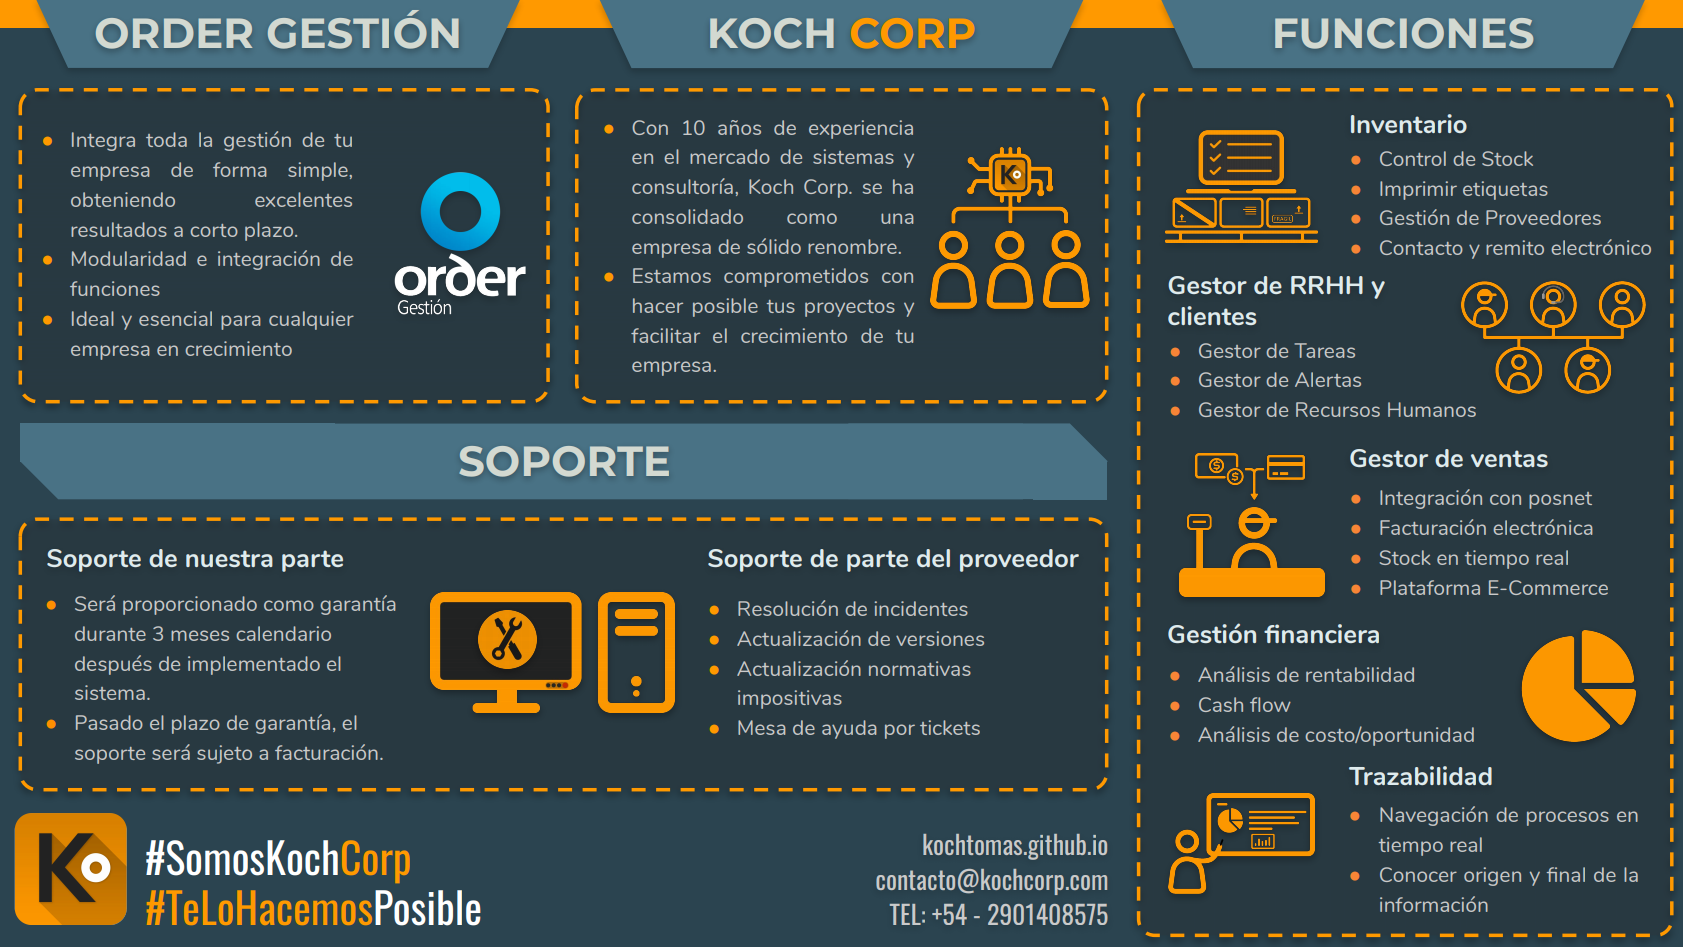 ORDER GESTIÓN
Integra toda la gestión de tu
empresa de forma simple,
obteniendo excelentes
resultados a corto plazo.
Modularidad e integración de
funciones
Ideal y esencial para cualquier
empresa en crecimiento
order
Gestión
KOCH CORP
Con 10 años de experiencia
en el mercado de sistemas y
consultoría, Koch Corp. se ha
consolidado como una
empresa de sólido renombre.
Estamos comprometidos con
hacer posible tus proyectos y
facilitar el crecimiento de tu
empresa.
K
SOPORTE
Soporte de nuestra parte
Será proporcionado como garantía
durante 3 meses calendario
después de implementado el
sistema.
Pasado el plazo de garantía, el
soporte será sujeto a facturación.
Soporte de parte del proveedor
Resolución de incidentes
Actualización de versiones
Actualización normativas
impositivas
Mesa de ayuda por tickets
FUNCIONES
Inventario
Control de Stock
Imprimir etiquetas
Gestión de Proveedores
Contacto y remito electrónico
Gestor de RRHH y
clientes
Gestor de Tareas
Gestor de Alertas
Gestor de Recursos Humanos
Gestor de ventas
Integración con posnet
Facturación electrónica
Stock en tiempo real
Plataforma E-Commerce
Gestión financiera
Análisis de rentabilidad
Cash flow
Análisis de costo/oportunidad
Trazabilidad
Navegación de procesos en
tiempo real
Conocer origen y final de la
información
Ko
#SomosKochCorp
#TeLoHacemosPosible
kochtomas.github.io
contacto@kochcorp.com
TEL: +54 - 2901408575